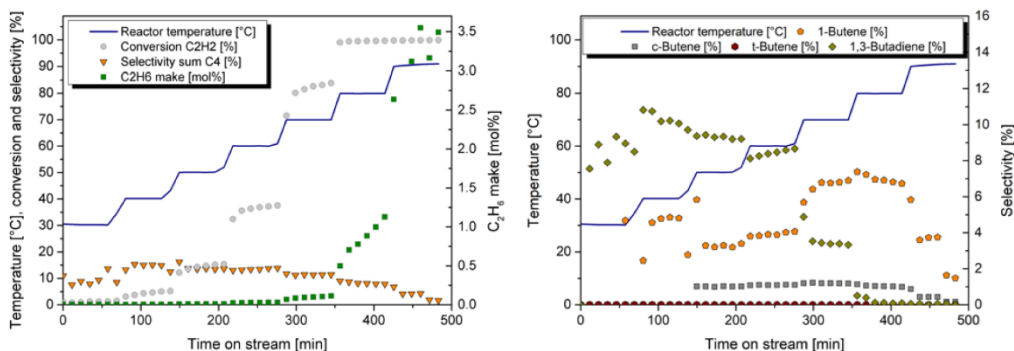 Reactor temperature [°C]
Conversion C2H2 [%]
Selectivity sum C4 [%]
C2H6 make [mol%]
Temperature [°C], conversion and selectivity [%]
100
90
80
70
60
50
40
30
20
10
0
0 100 200 300 400 500
Time on stream [min]
3.5
3.0
2.5
2.0
1.5
1.0
0.5
0.0
C₂H₆ make [mol%]
Reactor temperature [°C] 1-Butene [%]
c-Butene [%] t-Butene [%] 1,3-Butadiene [%]
Temperature [°C]
100
80
60
40
20
0
0 100 200 300 400 500
Time on stream [min]
16
14
12
10
8
6
4
2
0
Selectivity [%]